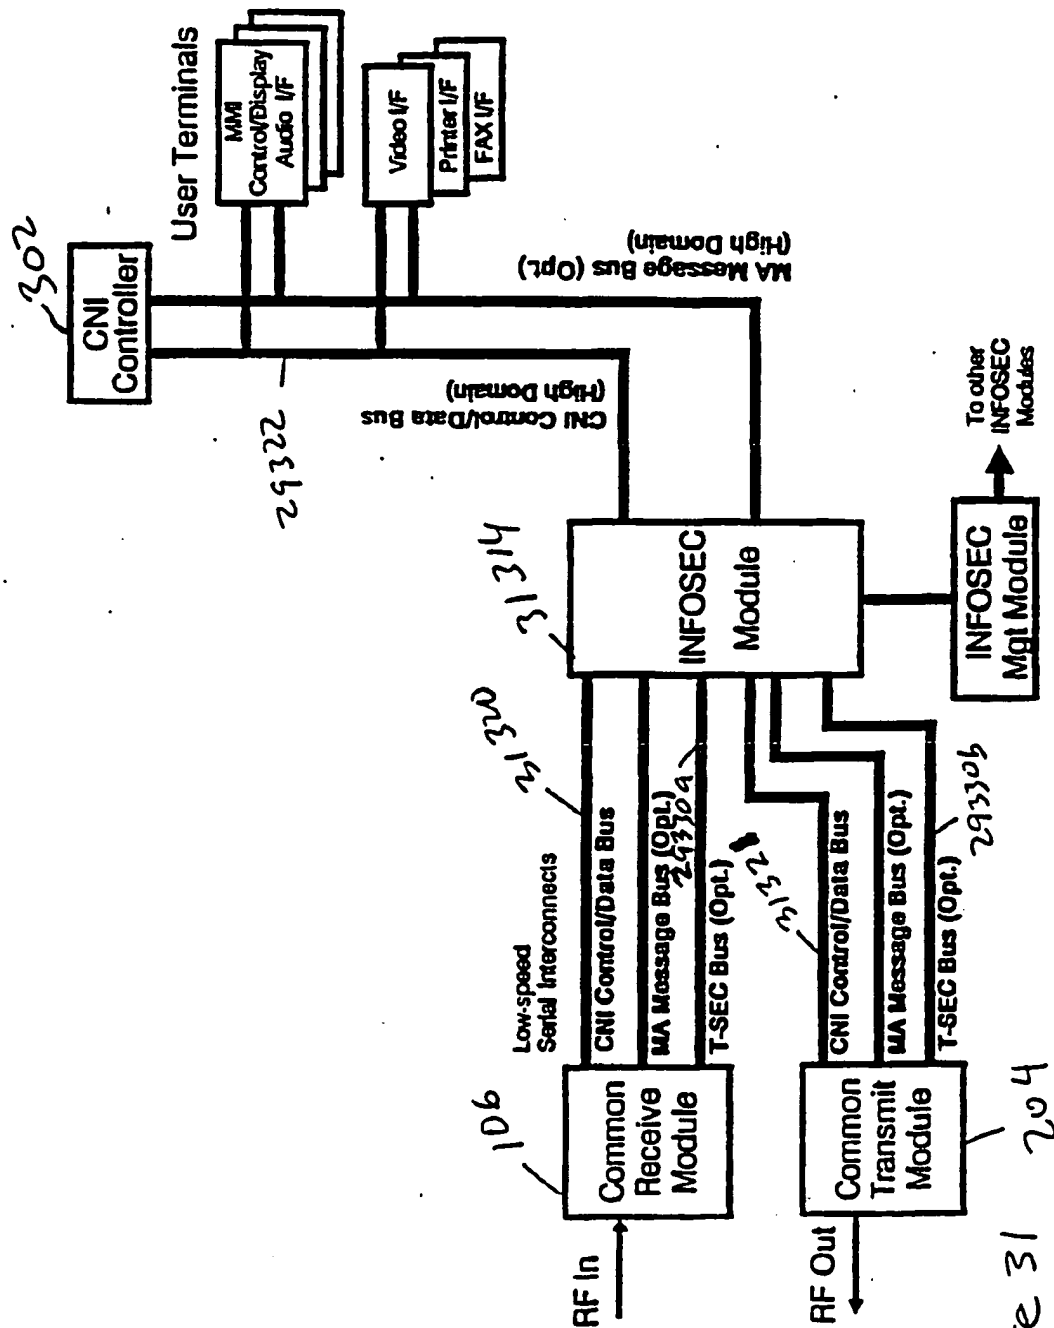 302
CNI
Controller
User Terminals
MMI
Control/Display
Audio I/F
Video I/F
Printer I/F
FAX I/F
29322
CNI Control/Data Bus
(High Domain)
MA Messsage Bus (Opt.)
(High Domain)
31314
INFOSEC
Module
INFOSEC
Mgt Module
To other
INFOSEC
Modules
31320
Low-speed
Serial Interconnects
CNI Control/Data Bus
MA Message Bus (Opt.)
29330a
T-SEC Bus (Opt.)
31321
CNI Control/Data Bus
MA Message Bus (Opt.)
T-SEC Bus (Opt.)
29330b
106
Common
Receive
Module
RF In
Common
Transmit
Module
RF Out
204
e 31